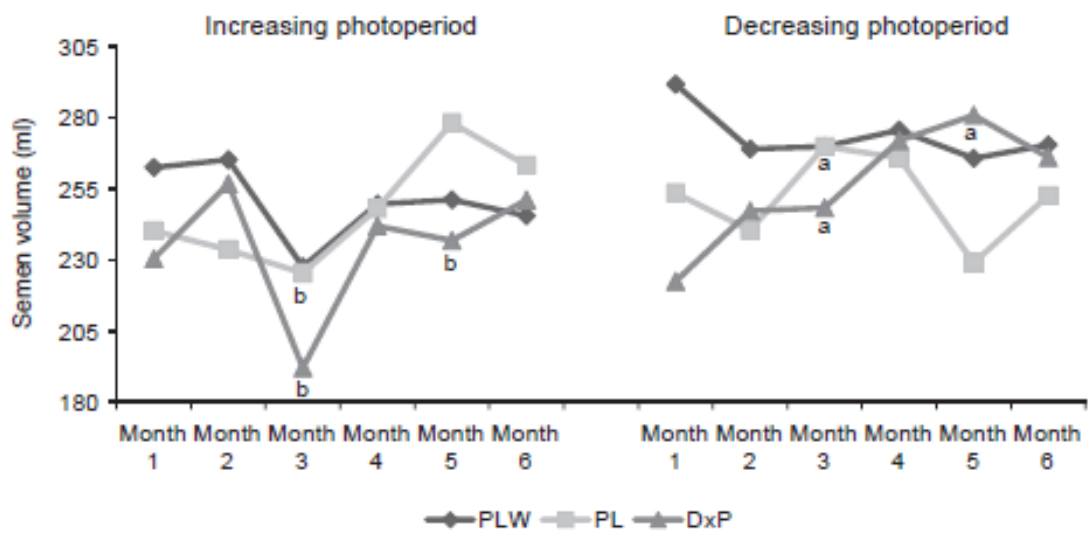 Increasing photoperiod Decreasing photoperiod
Semen volume (ml)
305
280
255
230
205
180
a
a
a
b
b
b
Month Month Month Month Month Month Month Month Month Month Month Month
1 2 3 4 5 6 1 2 3 4 5 6
PLW PL DxP